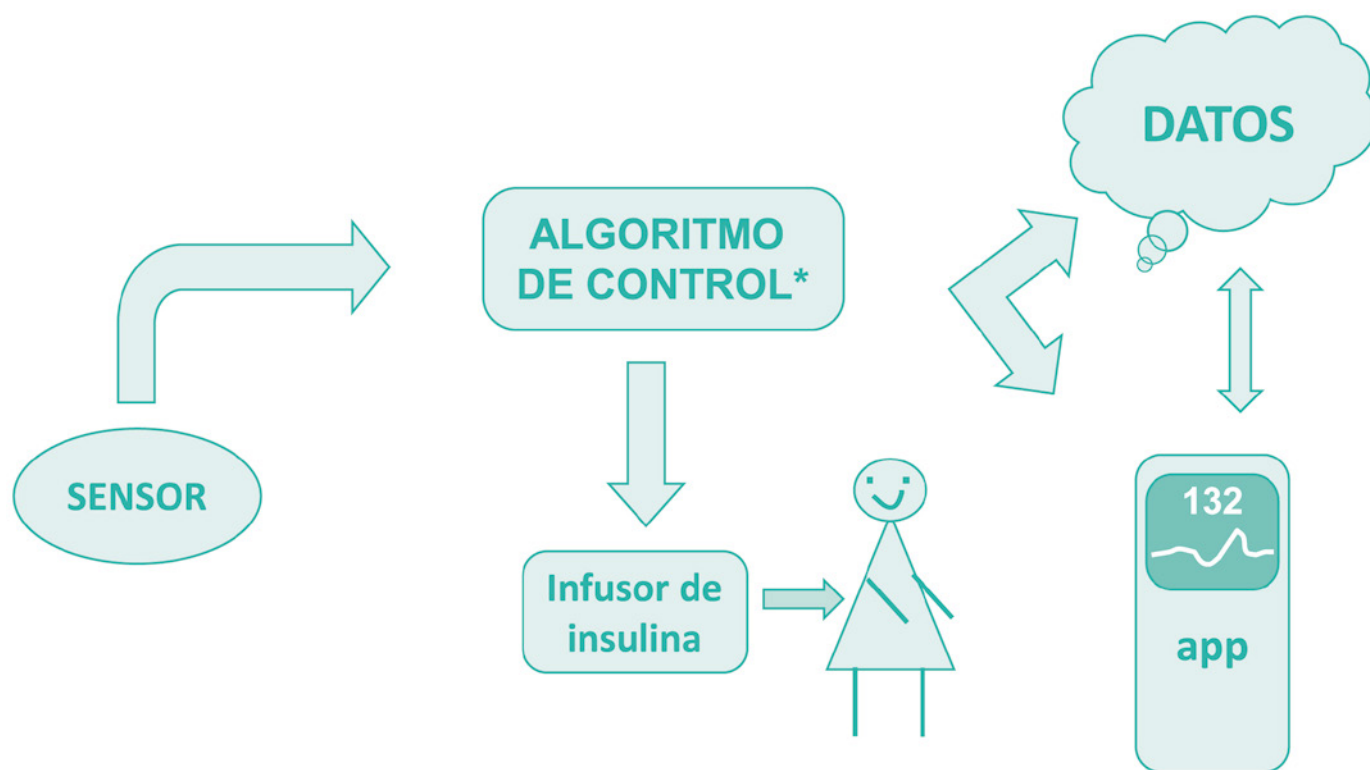 DATOS
ALGORITMO
DE CONTROL*
SENSOR
132
Infusor de
insulina
app